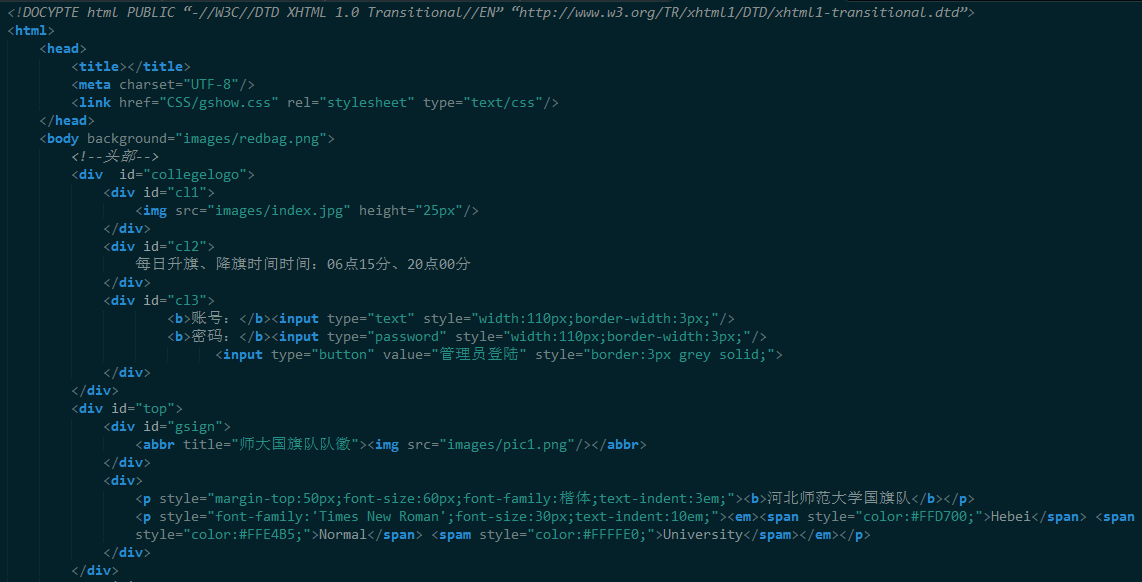 <!DOCYPTE html PUBLIC “-//W3C//DTD XHTML 1.0 Transitional//EN” “http://www.w3.org/TR/xhtml1/DTD/xhtml1-transitional.dtd”>
<html>
<head>
<title></title>
<meta charset="UTF-8"/>
<link href="CSS/gshow.css" rel="stylesheet" type="text/css"/>
</head>
<body background="images/redbag.png">
<!--头部-->
<div  id="collegelogo">
<div id="cl1">
<img src="images/index.jpg" height="25px"/>
</div>
<div id="cl2">
每日升旗、降旗时间时间：06点15分、20点00分
</div>
<div id="cl3">
<b>账号：</b><input type="text" style="width:110px;border-width:3px;"/>
<b>密码：</b><input type="password" style="width:110px;border-width:3px;"/>
<input type="button" value="管理员登陆" style="border:3px grey solid;">
</div>
</div>
<div id="top">
<div id="gsign">
<abbr title="师大国旗队队徽"><img src="images/pic1.png"/></abbr>
</div>
<div>
<p style="margin-top:50px;font-size:60px;font-family:楷体;text-indent:3em;"><b>河北师范大学国旗队</b></p>
<p style="font-family:'Times New Roman';font-size:30px;text-indent:10em;"><em><span style="color:#FFD700;">Hebei</span> <span
style="color:#FFE4B5;">Normal</span> <spam style="color:#FFFFE0;">University</spam></em></p>
</div>
</div>